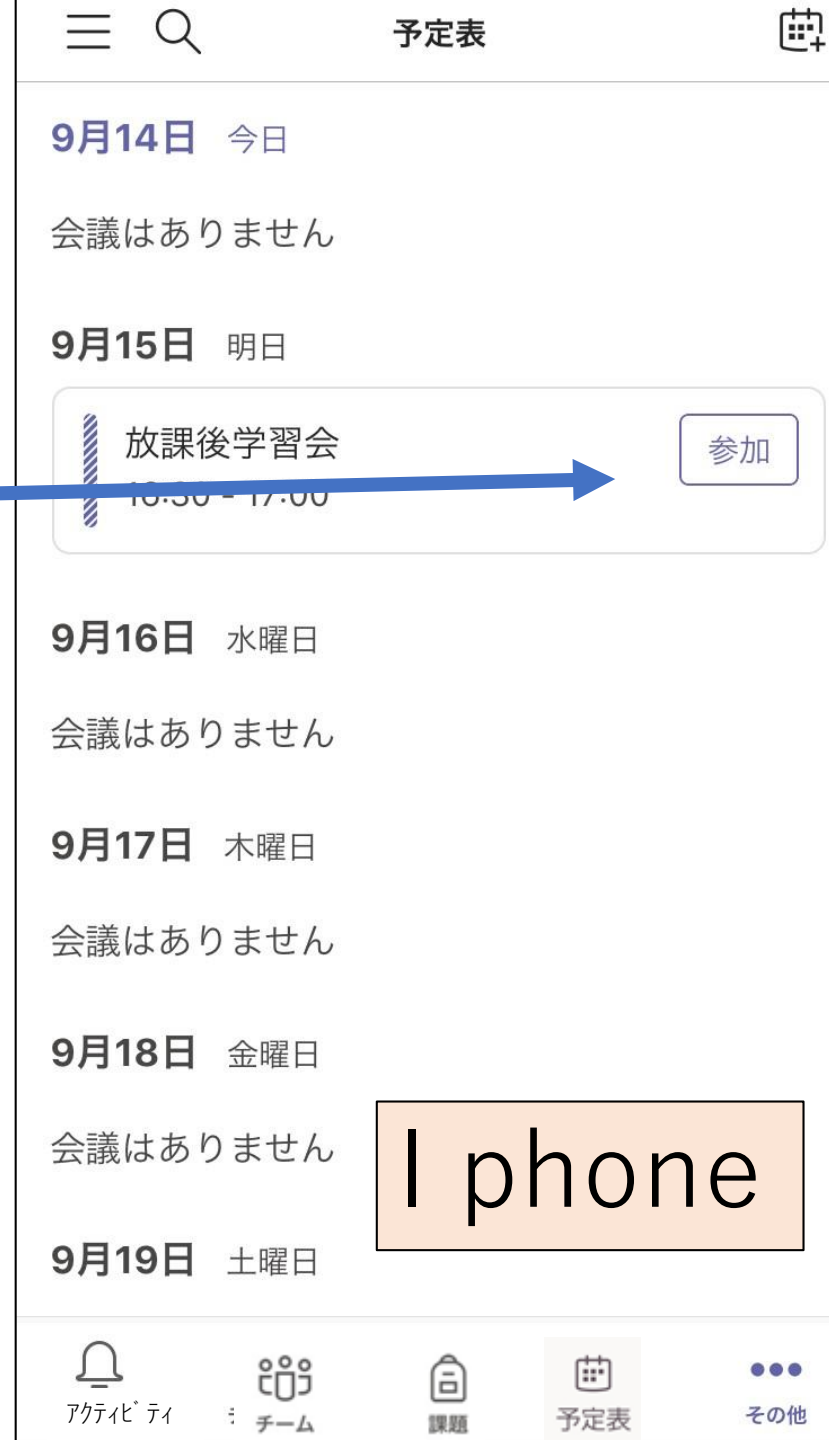 予定表
9月14日 今日
会議はありません
9月15日 明日
放課後学習会
参加
16:30 - 17:00
9月16日 水曜日
会議はありません
9月17日 木曜日
会議はありません
9月18日 金曜日
会議はありません
I phone
9月19日 土曜日
ｱｸﾃｨﾋﾞﾃｨ チーム 課題 予定表 その他